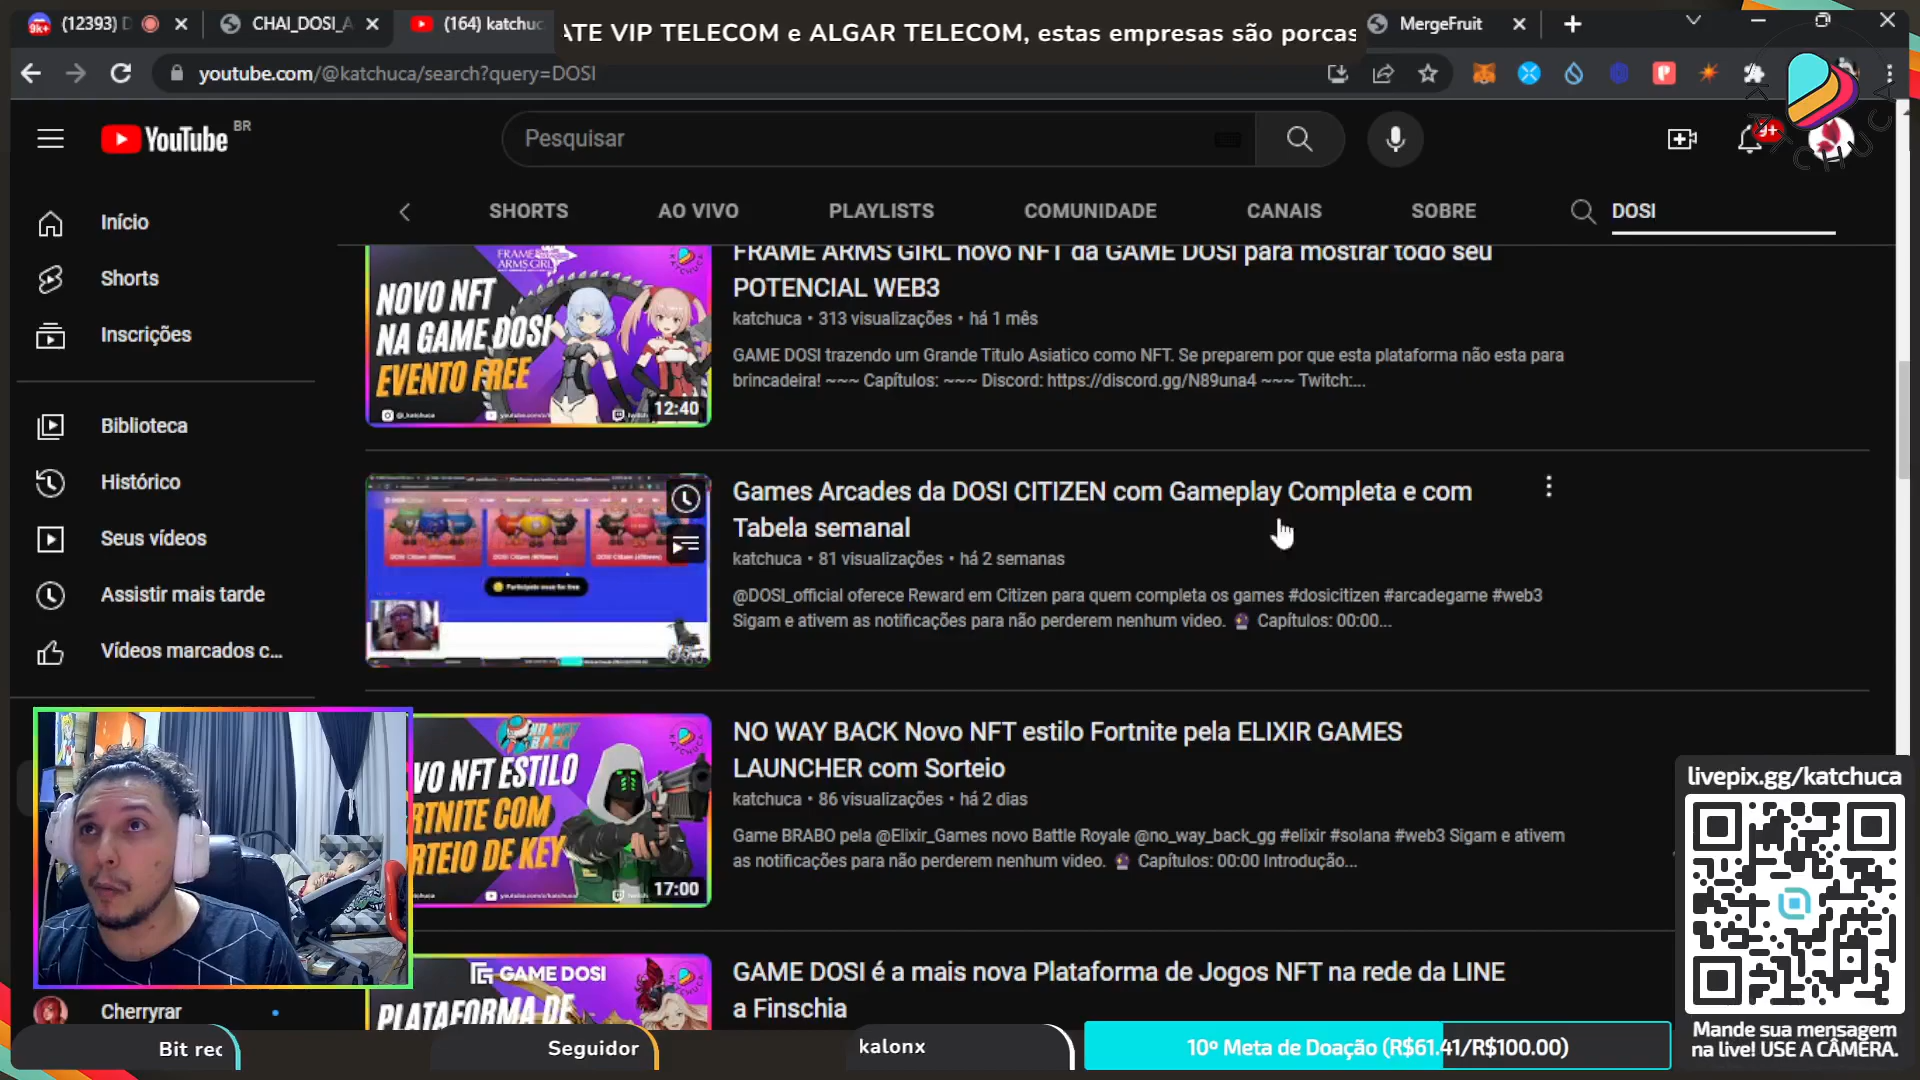 (12393) D
CHAI_DOSI_A
(164) katchuc
ATE VIP TELECOM e ALGAR TELECOM, estas empresas são porcas
MergeFruit
youtube.com/@katchuca/search?query=DOSI
YouTube BR
Pesquisar
9+
KATCHUCA
SHORTS
AO VIVO
PLAYLISTS
COMUNIDADE
CANAIS
SOBRE
DOSI
Início
Shorts
Inscrições
Biblioteca
Histórico
Seus vídeos
Assistir mais tarde
Vídeos marcados c...
Cherryrar
FRAME ARMS GIRL
NOVO NFT
NA GAME DOSI
EVENTO FREE
12:40
FRAME ARMS GIRL novo NFT da GAME DOSI para mostrar todo seu
POTENCIAL WEB3
katchuca • 313 visualizações • há 1 mês
GAME DOSI trazendo um Grande Titulo Asiatico como NFT. Se preparem por que esta plataforma não esta para
brincadeira! ~~~ Capítulos: ~~~ Discord: https://discord.gg/N89una4 ~~~ Twitch:...
Games Arcades da DOSI CITIZEN com Gameplay Completa e com
Tabela semanal
katchuca • 81 visualizações • há 2 semanas
@DOSI_official oferece Reward em Citizen para quem completa os games #dosicitizen #arcadegame #web3
Sigam e ativem as notificações para não perderem nenhum video. 🔮 Capítulos: 00:00...
NO WAY BACK
VO NFT ESTILO
RTNITE COM
RTEIO DE KEY
17:00
NO WAY BACK Novo NFT estilo Fortnite pela ELIXIR GAMES
LAUNCHER com Sorteio
katchuca • 86 visualizações • há 2 dias
Game BRABO pela @Elixir_Games novo Battle Royale @no_way_back_gg #elixir #solana #web3 Sigam e ativem
as notificações para não perderem nenhum video. 🔮 Capítulos: 00:00 Introdução...
GAME DOSI
PLATAFORMA DE
GAME DOSI é a mais nova Plataforma de Jogos NFT na rede da LINE
a Finschia
livepix.gg/katchuca
Mande sua mensagem
na live! USE A CÂMERA.
Bit rec
Seguidor
kalonx
10º Meta de Doação (R$61.41/R$100.00)